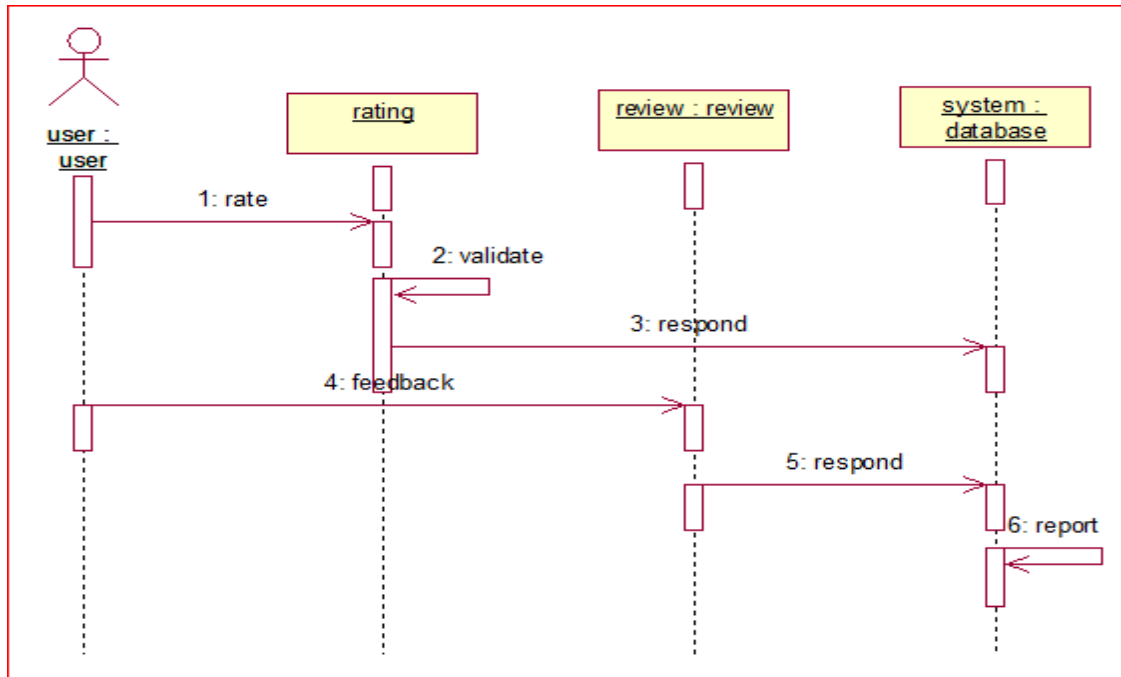 user :
user
rating
review : review
system :
database
1: rate
2: validate
3: respond
4: feedback
5: respond
6: report